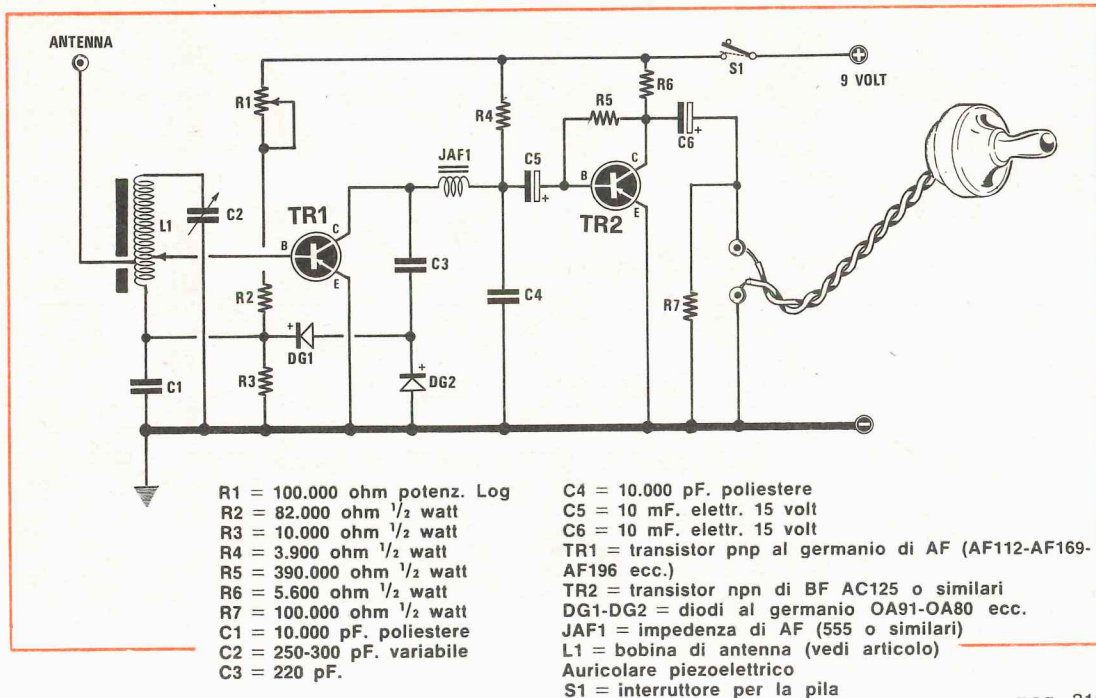 ANTENNA
S1
9 VOLT
R1
R4
R6
R5
C6
+
JAF1
C5
+
L1
C2
TR1
B
C
E
TR2
B
C
E
C3
R2
C4
R7
+
DG1
+
DG2
C1
R3
R1 = 100.000 ohm potenz. Log
R2 = 82.000 ohm 1/2 watt
R3 = 10.000 ohm 1/2 watt
R4 = 3.900 ohm 1/2 watt
R5 = 390.000 ohm 1/2 watt
R6 = 5.600 ohm 1/2 watt
R7 = 100.000 ohm 1/2 watt
C1 = 10.000 pF. poliestere
C2 = 250-300 pF. variabile
C3 = 220 pF.
C4 = 10.000 pF. poliestere
C5 = 10 mF. elettr. 15 volt
C6 = 10 mF. elettr. 15 volt
TR1 = transistor pnp al germanio di AF (AF112-AF169-
AF196 ecc.)
TR2 = transistor npn di BF AC125 o similari
DG1-DG2 = diodi al germanio OA91-OA80 ecc.
JAF1 = impedenza di AF (555 o similari)
L1 = bobina di antenna (vedi articolo)
Auricolare piezoelettrico
S1 = interruttore per la pila